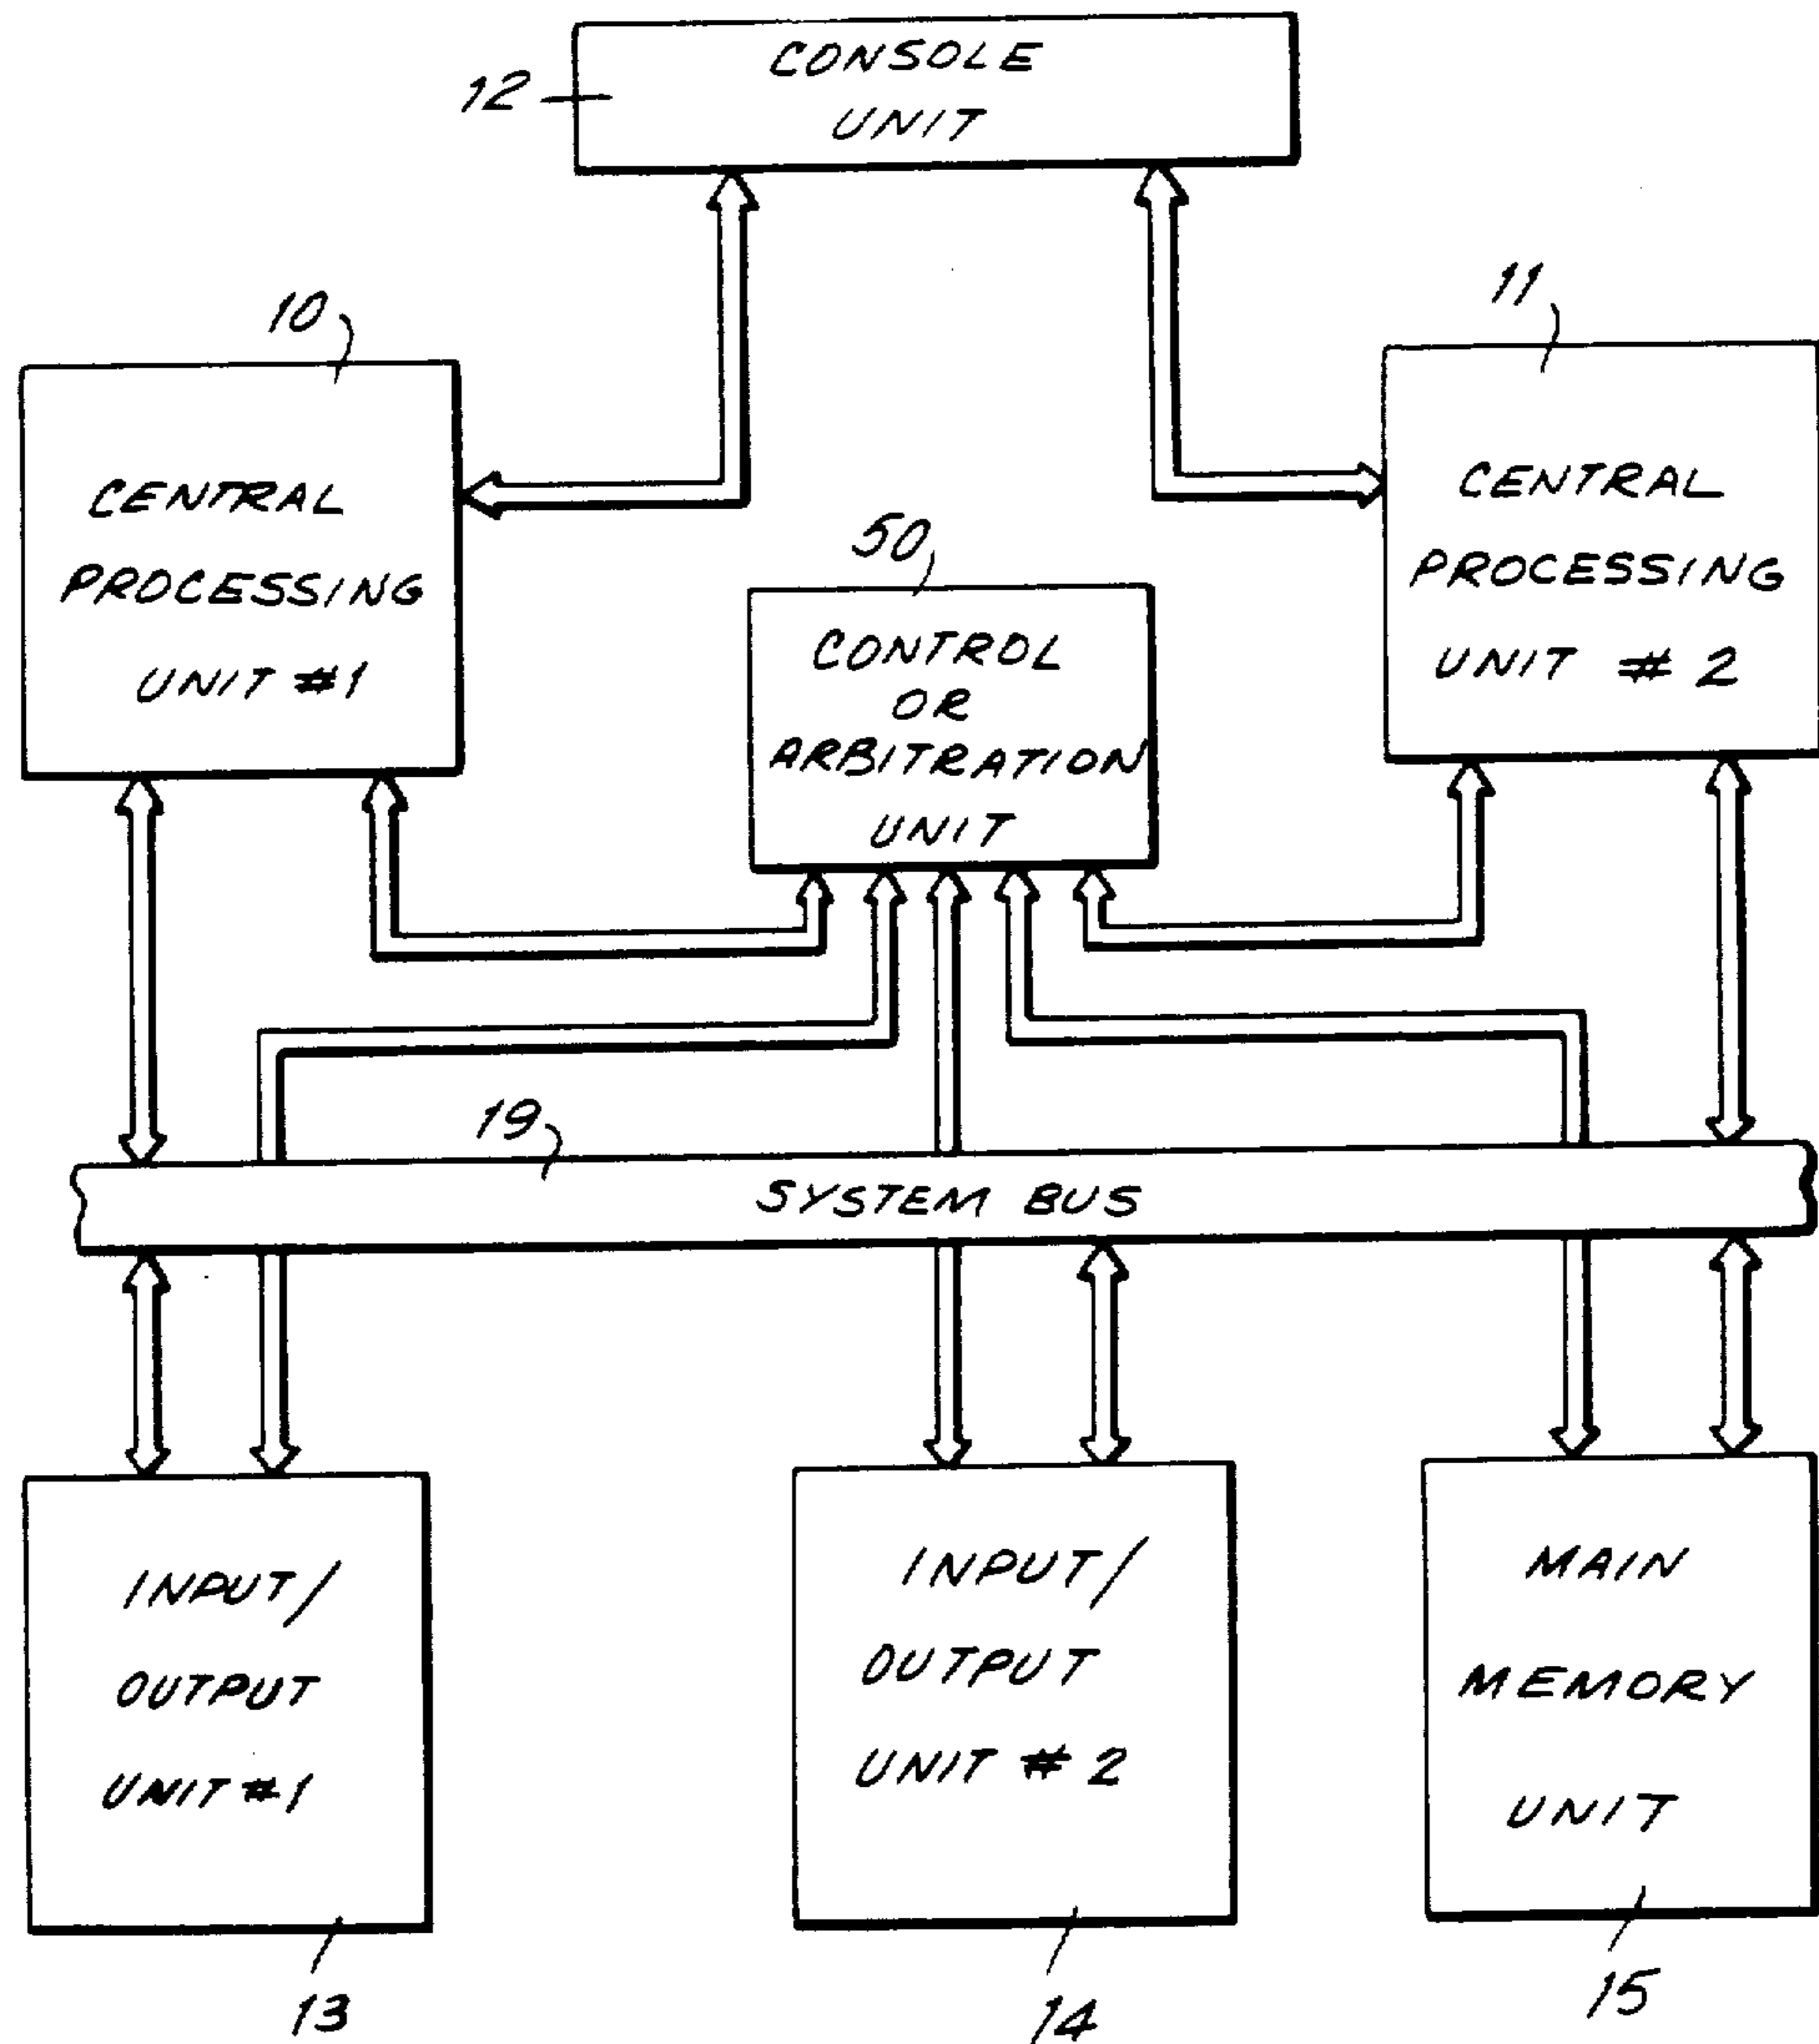 12
CONSOLE
UNIT
10
CENTRAL
PROCESSING
UNIT #1
11
CENTRAL
PROCESSING
UNIT # 2
50
CONTROL
OR
ARBITRATION
UNIT
19
SYSTEM BUS
INPUT/
OUTPUT
UNIT #1
13
INPUT/
OUTPUT
UNIT # 2
14
MAIN
MEMORY
UNIT
15